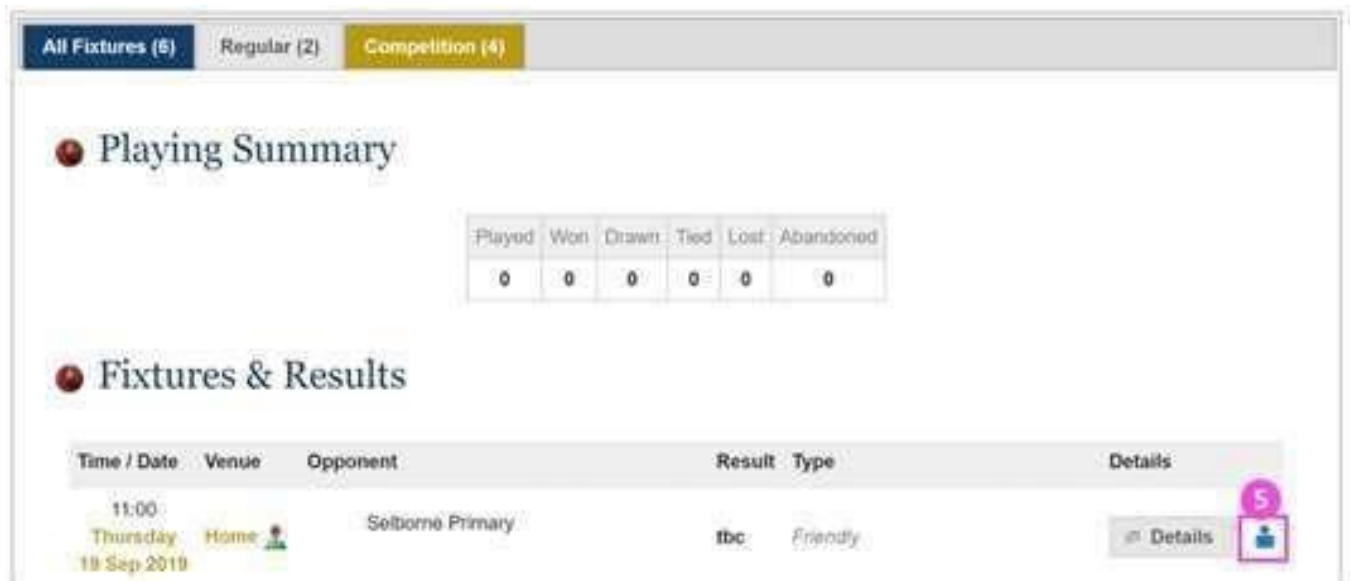 All Fixtures (6) Regular (2) Competition (4)
Playing Summary
Played Won Drawn Tied Lost Abandoned
0 0 0 0 0 0
Fixtures & Results
Time / Date Venue Opponent Result Type Details
5
11:00
Thursday
19 Sep 2019
Home
Selborne Primary
tbc
Friendly
Details